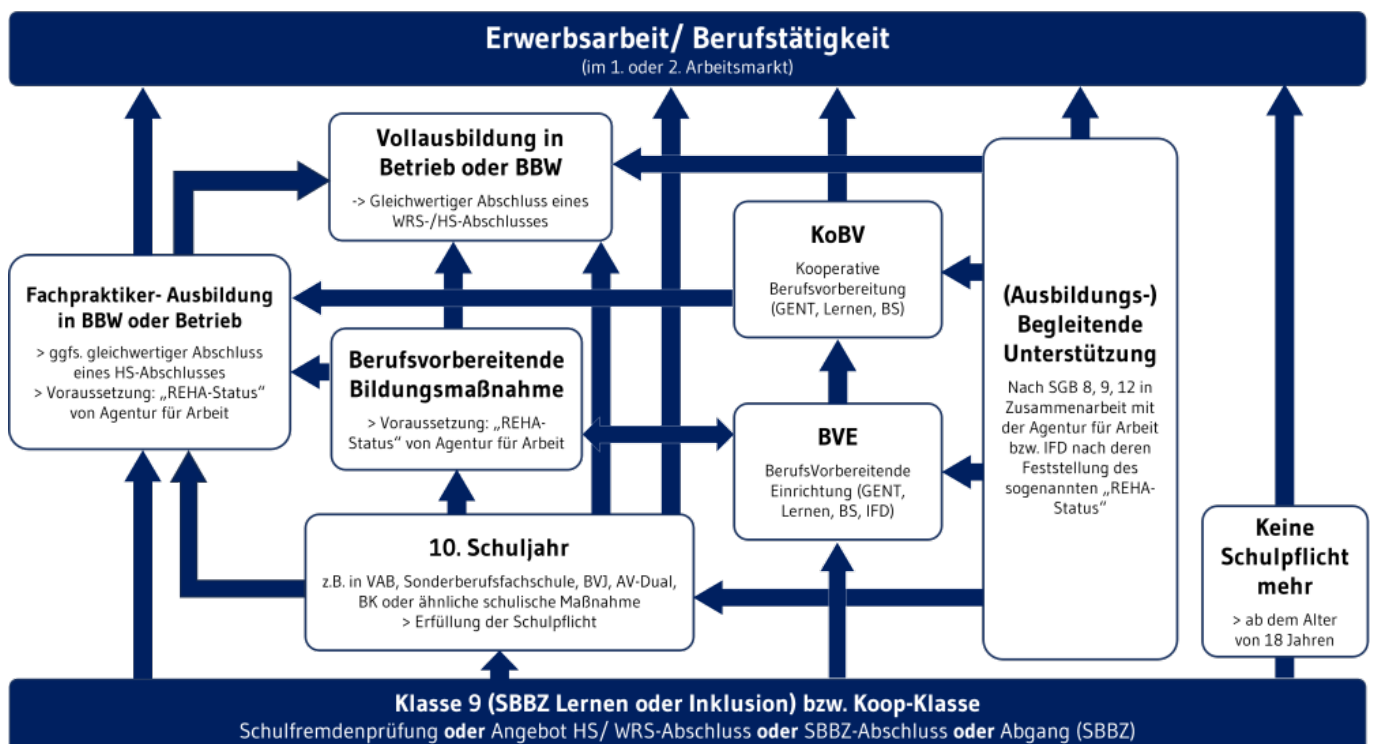 Erwerbsarbeit/ Berufstätigkeit
(im 1. oder 2. Arbeitsmarkt)
Vollausbildung in
Betrieb oder BBW
-> Gleichwertiger Abschluss eines
WRS-/HS-Abschlusses
KoBV
Kooperative
Berufsvorbereitung
(GENT, Lernen, BS)
(Ausbildungs-)
Begleitende
Unterstützung
Nach SGB 8, 9, 12 in
Zusammenarbeit mit
der Agentur für Arbeit
bzw. IFD nach deren
Feststellung des
sogenannten „REHA-
Status“
Fachpraktiker- Ausbildung
in BBW oder Betrieb
> ggfs. gleichwertiger Abschluss
eines HS-Abschlusses
> Voraussetzung: „REHA-Status“
von Agentur für Arbeit
Berufsvorbereitende
Bildungsmaßnahme
> Voraussetzung: „REHA-
Status“ von Agentur für Arbeit
BVE
BerufsVorbereitende
Einrichtung (GENT,
Lernen, BS, IFD)
10. Schuljahr
z.B. in VAB, Sonderberufsfachschule, BVJ, AV-Dual,
BK oder ähnliche schulische Maßnahme
> Erfüllung der Schulpflicht
Keine
Schulpflicht
mehr
> ab dem Alter
von 18 Jahren
Klasse 9 (SBBZ Lernen oder Inklusion) bzw. Koop-Klasse
Schulfremdenprüfung oder Angebot HS/ WRS-Abschluss oder SBBZ-Abschluss oder Abgang (SBBZ)